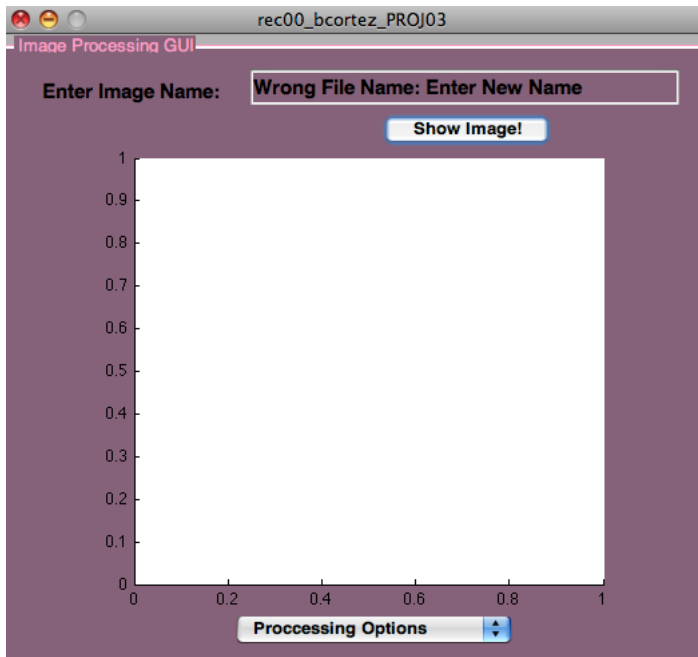 rec00_bcortez_PROJ03
Image Processing GUI
Enter Image Name: Wrong File Name: Enter New Name
Show Image!
1
0.9
0.8
0.7
0.6
0.5
0.4
0.3
0.2
0.1
0
0 0.2 0.4 0.6 0.8 1
Proccessing Options